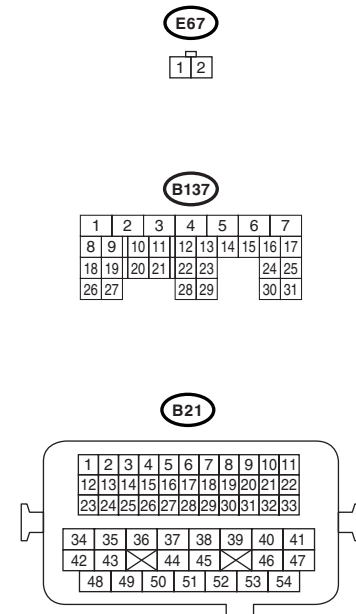 E67
1 2
B137
1 2 3 4 5 6 7
8 9 10 11 12 13 14 15 16 17
18 19 20 21 22 23 24 25
26 27 28 29 30 31
B21
1 2 3 4 5 6 7 8 9 10 11
12 13 14 15 16 17 18 19 20 21 22
23 24 25 26 27 28 29 30 31 32 33
34 35 36 37 38 39 40 41
42 43 44 45 46 47
48 49 50 51 52 53 54